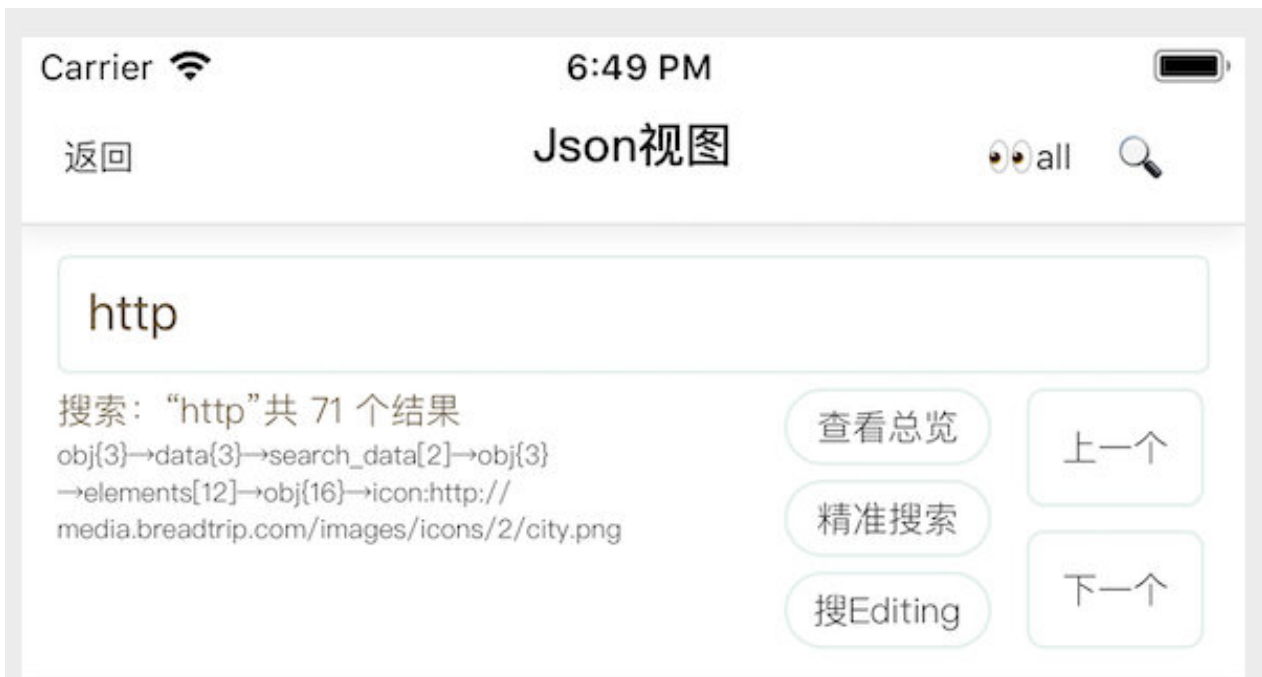 Carrier 6:49 PM
返回 Json视图 👀all 🔍
http
搜索：“http”共 71 个结果
obj{3}→data{3}→search_data[2]→obj{3}
→elements[12]→obj{16}→icon:http://
media.breadtrip.com/images/icons/2/city.png
查看总览
精准搜索
搜Editing
上一个
下一个